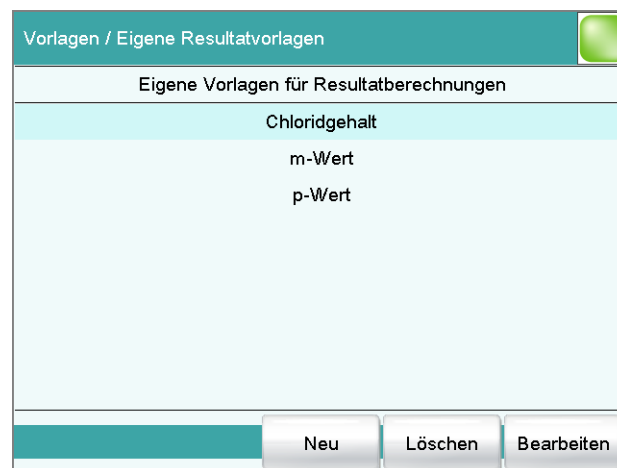 Vorlagen / Eigene Resultatvorlagen
Eigene Vorlagen für Resultatberechnungen
Chloridgehalt
m-Wert
p-Wert
Neu Löschen Bearbeiten